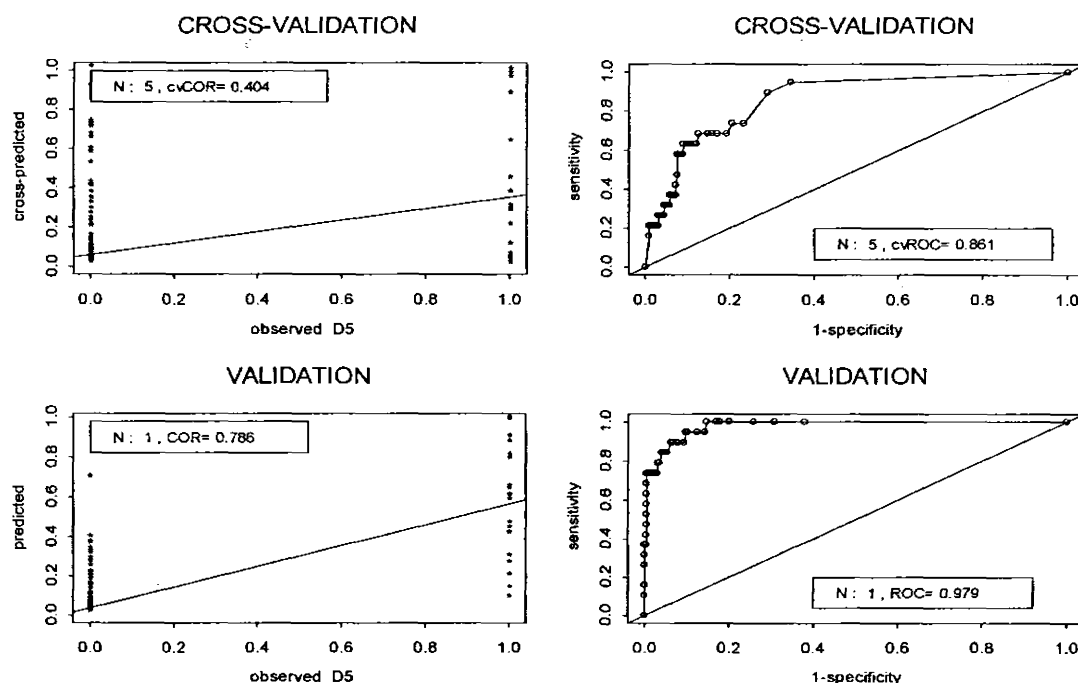 CROSS-VALIDATION
N : 5 , cvCOR= 0.404
cross-predicted
0.0 0.2 0.4 0.6 0.8 1.0
0.0 0.2 0.4 0.6 0.8 1.0
observed D5
CROSS-VALIDATION
N : 5 , cvROC= 0.861
sensitivity
0.0 0.2 0.4 0.6 0.8 1.0
0.0 0.2 0.4 0.6 0.8 1.0
1-specificity
VALIDATION
N : 1 , COR= 0.786
predicted
0.0 0.2 0.4 0.6 0.8 1.0
0.0 0.2 0.4 0.6 0.8 1.0
observed D5
VALIDATION
N : 1 , ROC= 0.979
sensitivity
0.0 0.2 0.4 0.6 0.8 1.0
0.0 0.2 0.4 0.6 0.8 1.0
1-specificity